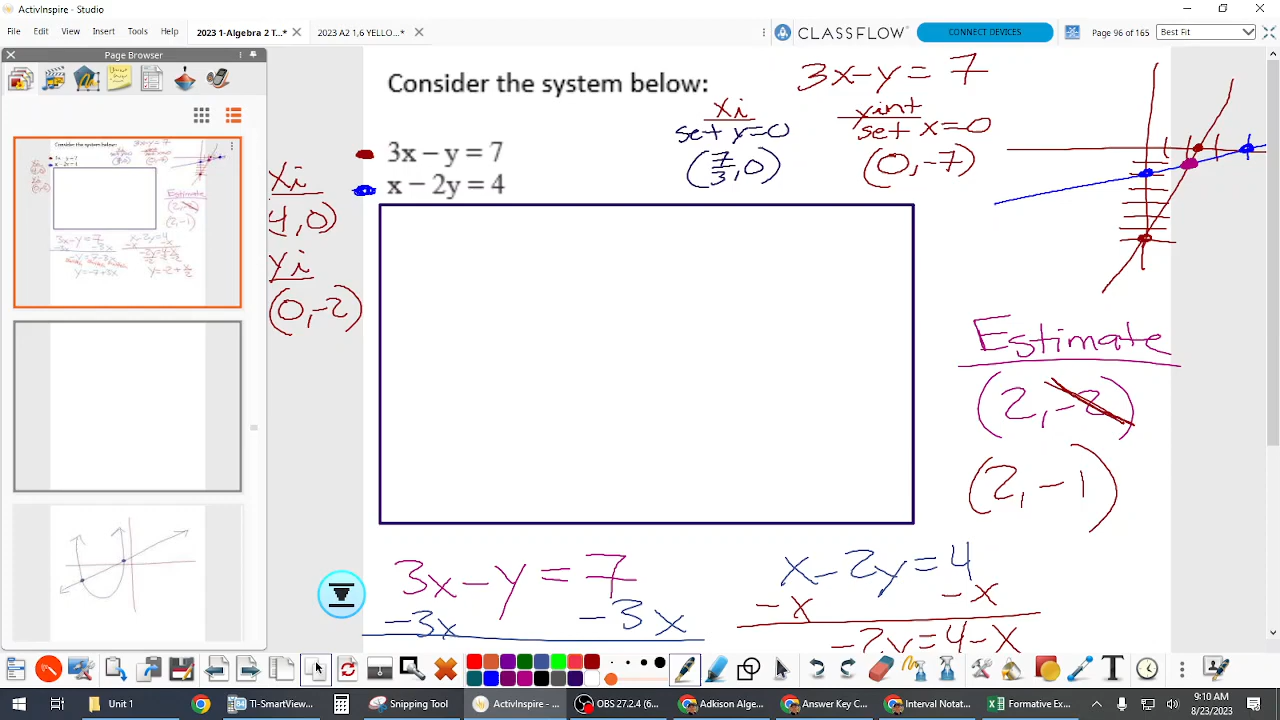 ActivInspire - Studio
File Edit View Insert Tools Help
2023 1-Algebra 2 T...*
2023 A2 1.6 YELLO...*
CLASSFLOW
CONNECT DEVICES
Page 96 of 165
Best Fit
Page Browser
Consider the system below:
3x − y = 7
x − 2y = 4
3x-y = 7
Xi
set y=0
(7/3, 0)
yint
set x=0
(0, -7)
Xi
4, 0)
yi
(0, -2)
Estimate
(2, -2)
(2, -1)
3x-y = 7
-3x -3x
x-2y=4
-x -x
-2y=4-x
Unit 1
Snipping Tool
ActivInspire - ...
OBS 27.2.4 (6...
T-SmartView...
Addison Alge...
Answer Key C...
Interval Notat...
Formative Exa...
9:10 AM
8/23/2023